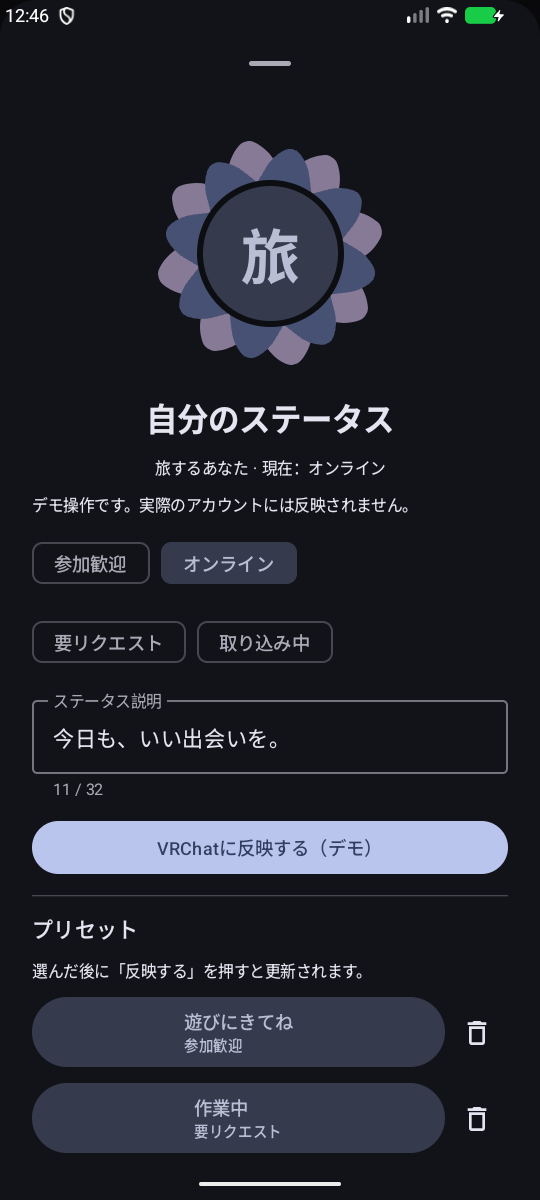 12:46
旅
自分のステータス
旅するあなた · 現在：オンライン
デモ操作です。実際のアカウントには反映されません。
参加歓迎
オンライン
要リクエスト
取り込み中
ステータス説明
今日も、いい出会いを。
11 / 32
VRChatに反映する（デモ）
プリセット
選んだ後に「反映する」を押すと更新されます。
遊びにきてね
参加歓迎
作業中
要リクエスト